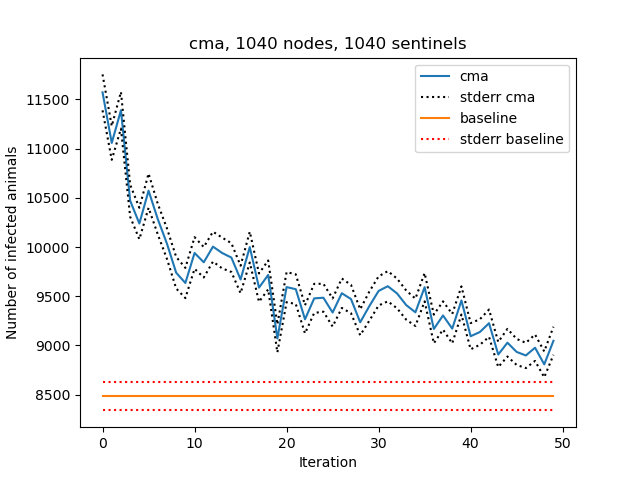 cma, 1040 nodes, 1040 sentinels
cma
stderr cma
baseline
stderr baseline
Number of infected animals
11500
11000
10500
10000
9500
9000
8500
0 10 20 30 40 50
Iteration